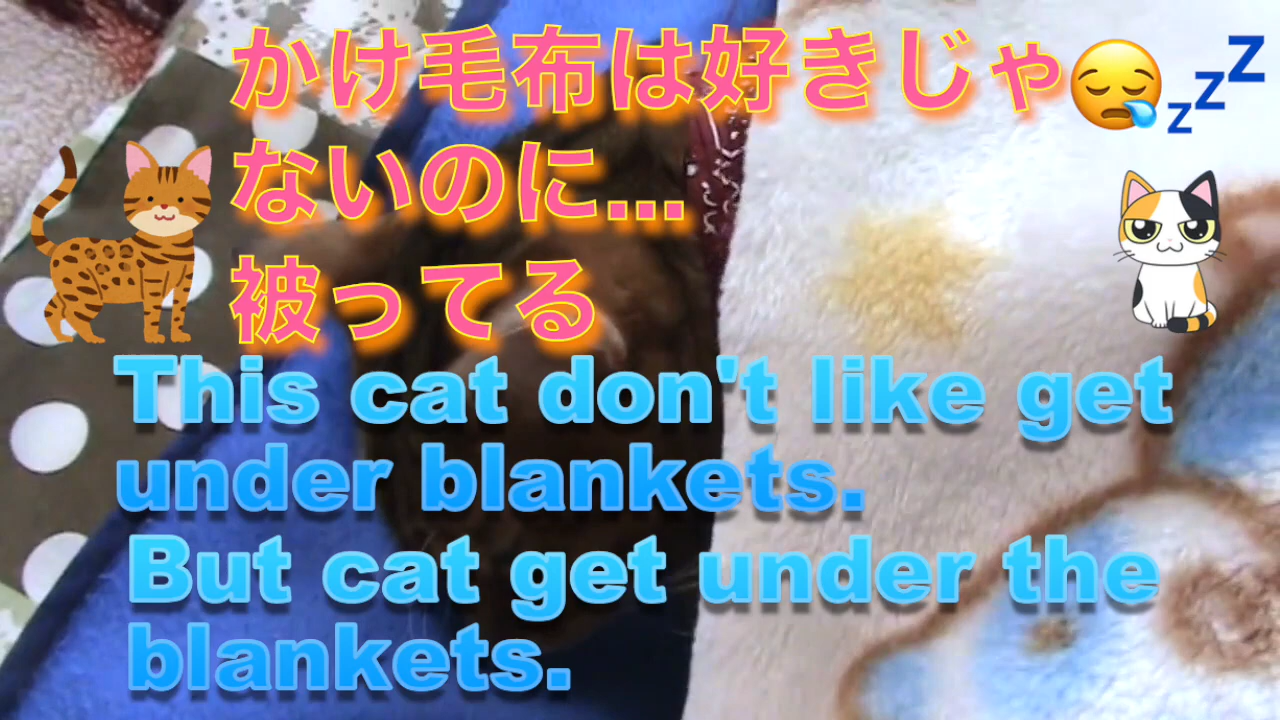 かけ毛布は好きじゃ
ないのに...
被ってる
This cat don't like get
under blankets.
But cat get under the
blankets.